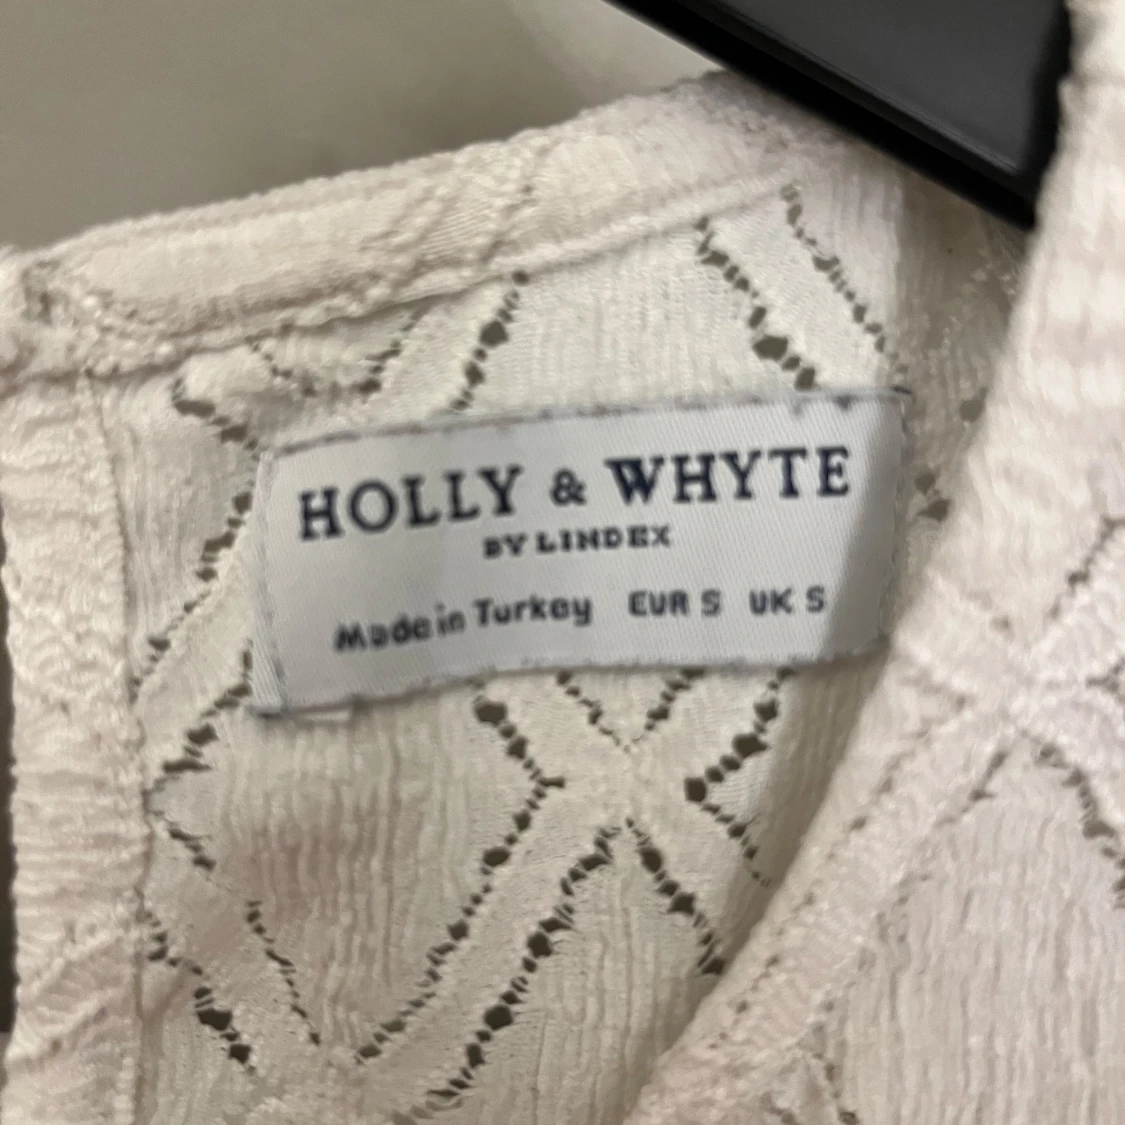 HOLLY & WHYTE
BY LINDEX
Made in Turkey EUR S UK S